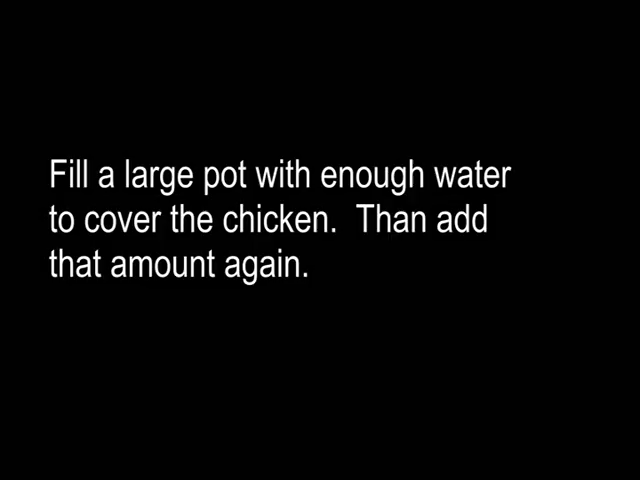 Fill a large pot with enough water
to cover the chicken.  Than add
that amount again.